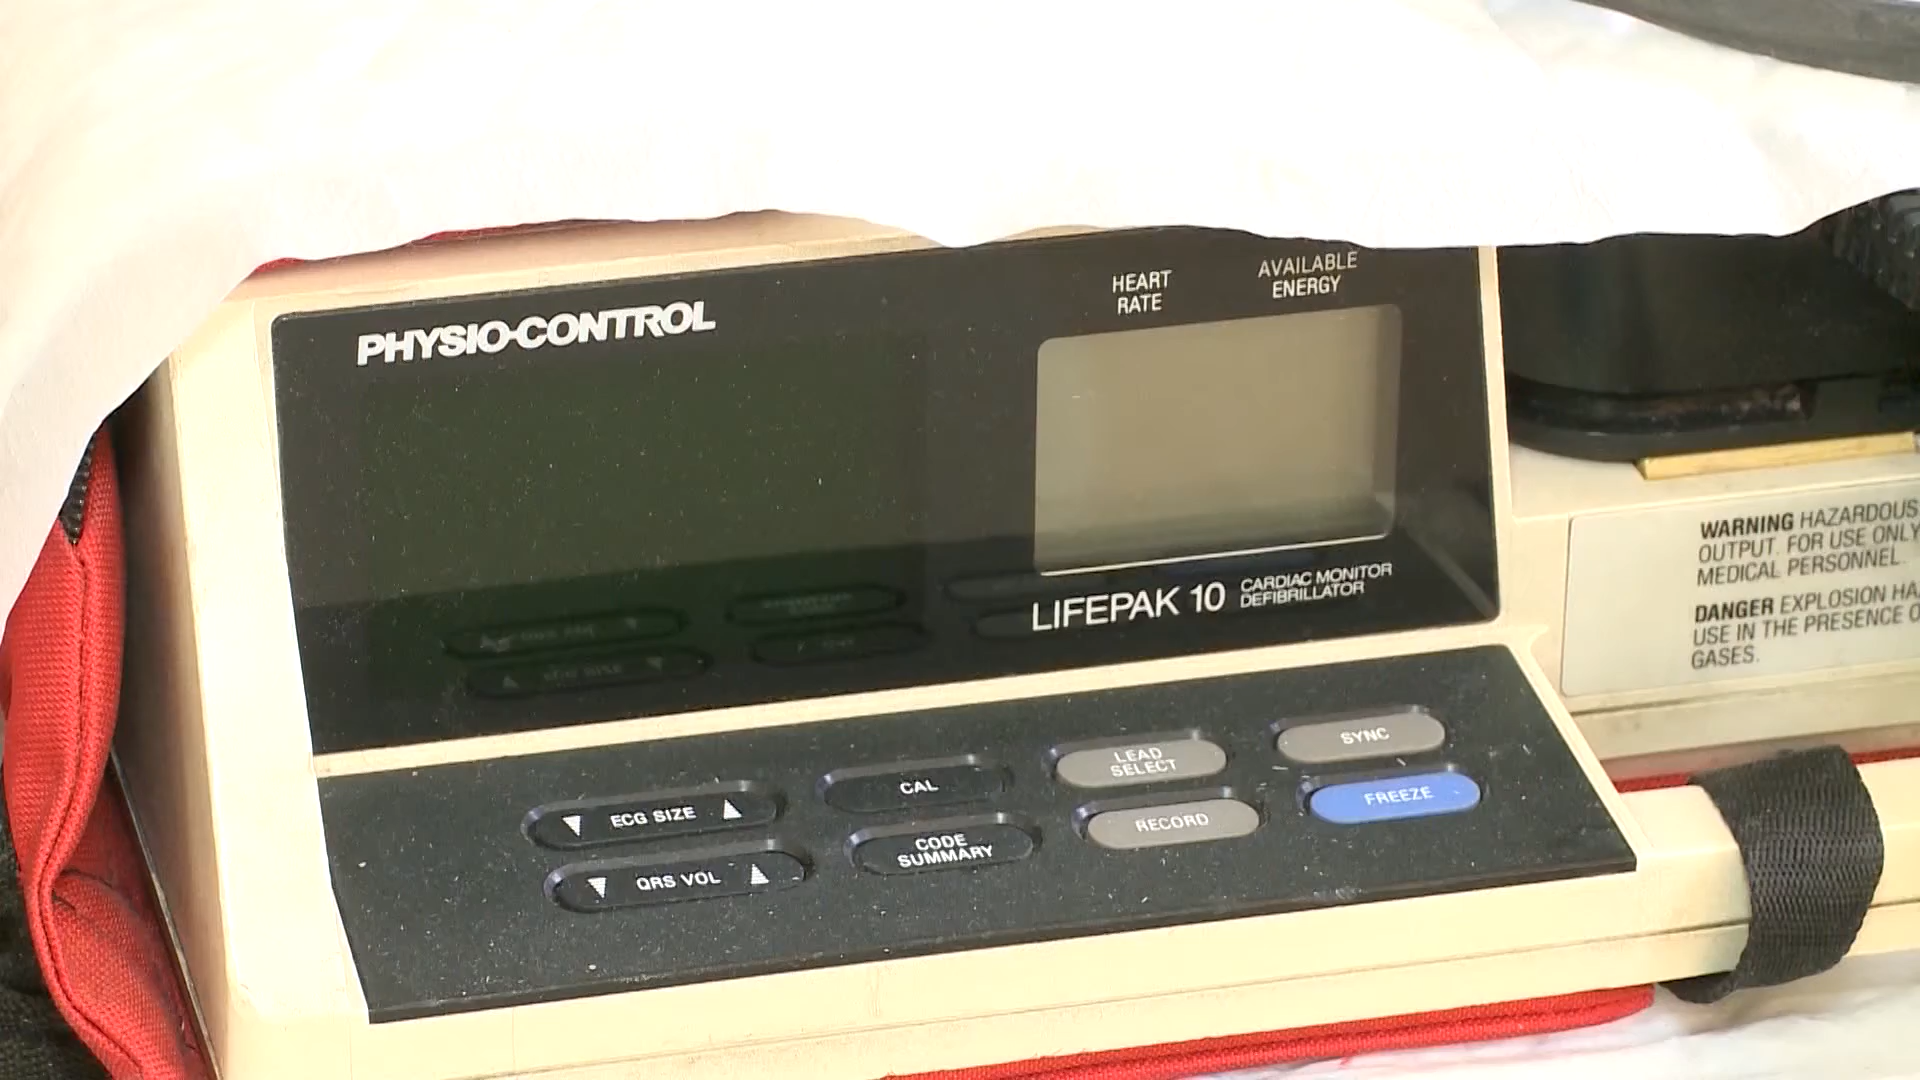 PHYSIO-CONTROL
HEART
RATE
AVAILABLE
ENERGY
LIFEPAK 10
CARDIAC MONITOR
DEFIBRILLATOR
WARNING HAZARDOUS
OUTPUT. FOR USE ONLY
MEDICAL PERSONNEL.
DANGER EXPLOSION
USE IN THE PRESENCE
GASES.
▼ ECG SIZE ▲
CAL
LEAD
SELECT
SYNC
▼ QRS VOL ▲
CODE
SUMMARY
RECORD
FREEZE